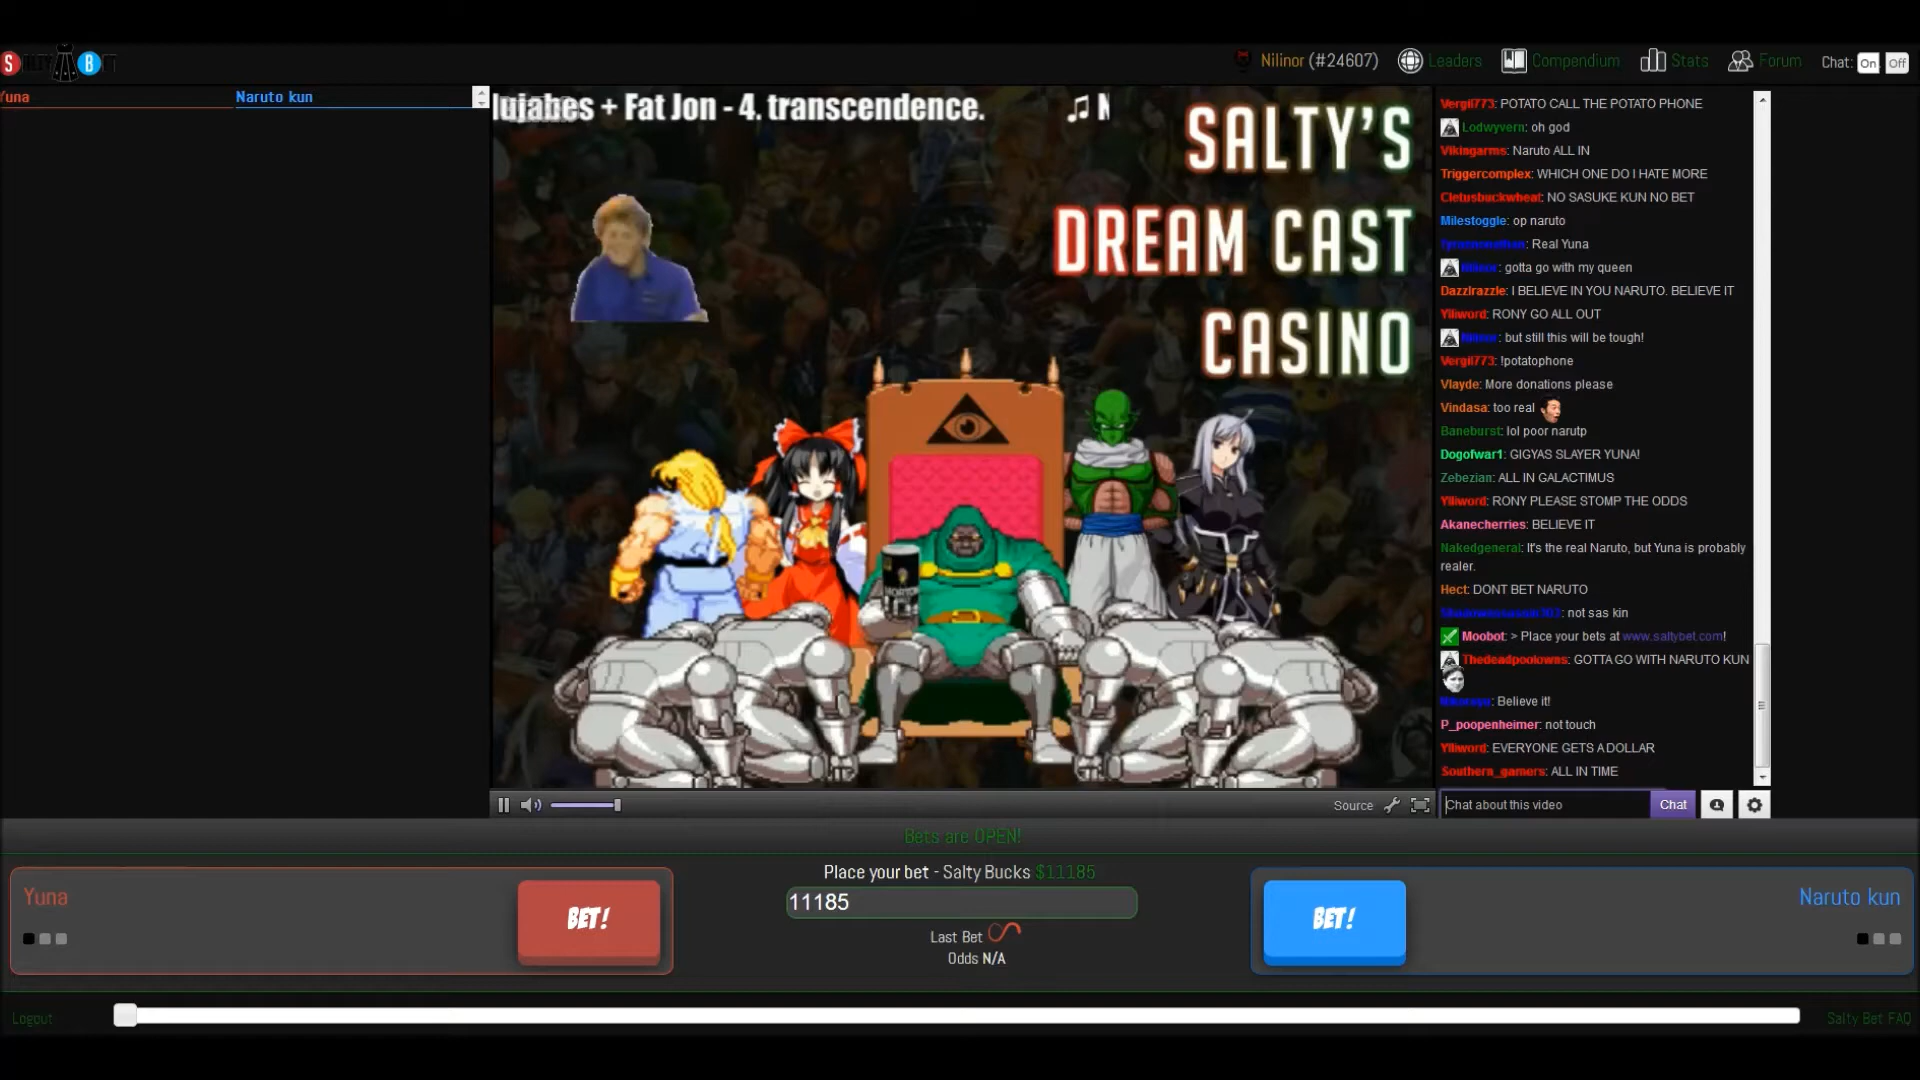 Nilinor (#24607)
Leaders
Compendium
Stats
Forum
Chat: On Off
Yuna
Naruto kun
lujabes + Fat Jon - 4. transcendence.
SALTY'S
DREAM CAST
CASINO
Vergil773: POTATO CALL THE POTATO PHONE
Lodwyvern: oh god
Vikingarms: Naruto ALL IN
Triggercomplex: WHICH ONE DO I HATE MORE
Cletusbuckwheat: NO SASUKE KUN NO BET
Milestoggle: op naruto
: Real Yuna
Nilinor: gotta go with my queen
Dazzlrazzle: I BELIEVE IN YOU NARUTO. BELIEVE IT
Yiliword: RONY GO ALL OUT
Nilinor: but still this will be tough!
Vergil773: !potatophone
Vlayde: More donations please
Vindasa: too real
Baneburst: lol poor narutp
Dogofwar1: GIGYAS SLAYER YUNA!
Zebezian: ALL IN GALACTIMUS
Yiliword: RONY PLEASE STOMP THE ODDS
Akanecherries: BELIEVE IT
Nakedgeneral: It's the real Naruto, but Yuna is probably
realer.
Hect: DONT BET NARUTO
: not sas kin
Moobot: > Place your bets at www.saltybet.com!
Thedeadpoolowns: GOTTA GO WITH NARUTO KUN
: Believe it!
P_poopenheimer: not touch
Yiliword: EVERYONE GETS A DOLLAR
Southern_gamers: ALL IN TIME
Source
Chat about this video
Chat
Bets are OPEN!
Yuna
BET!
Place your bet - Salty Bucks $11185
11185
Last Bet
Odds N/A
BET!
Naruto kun
Logout
Salty Bet FAQ